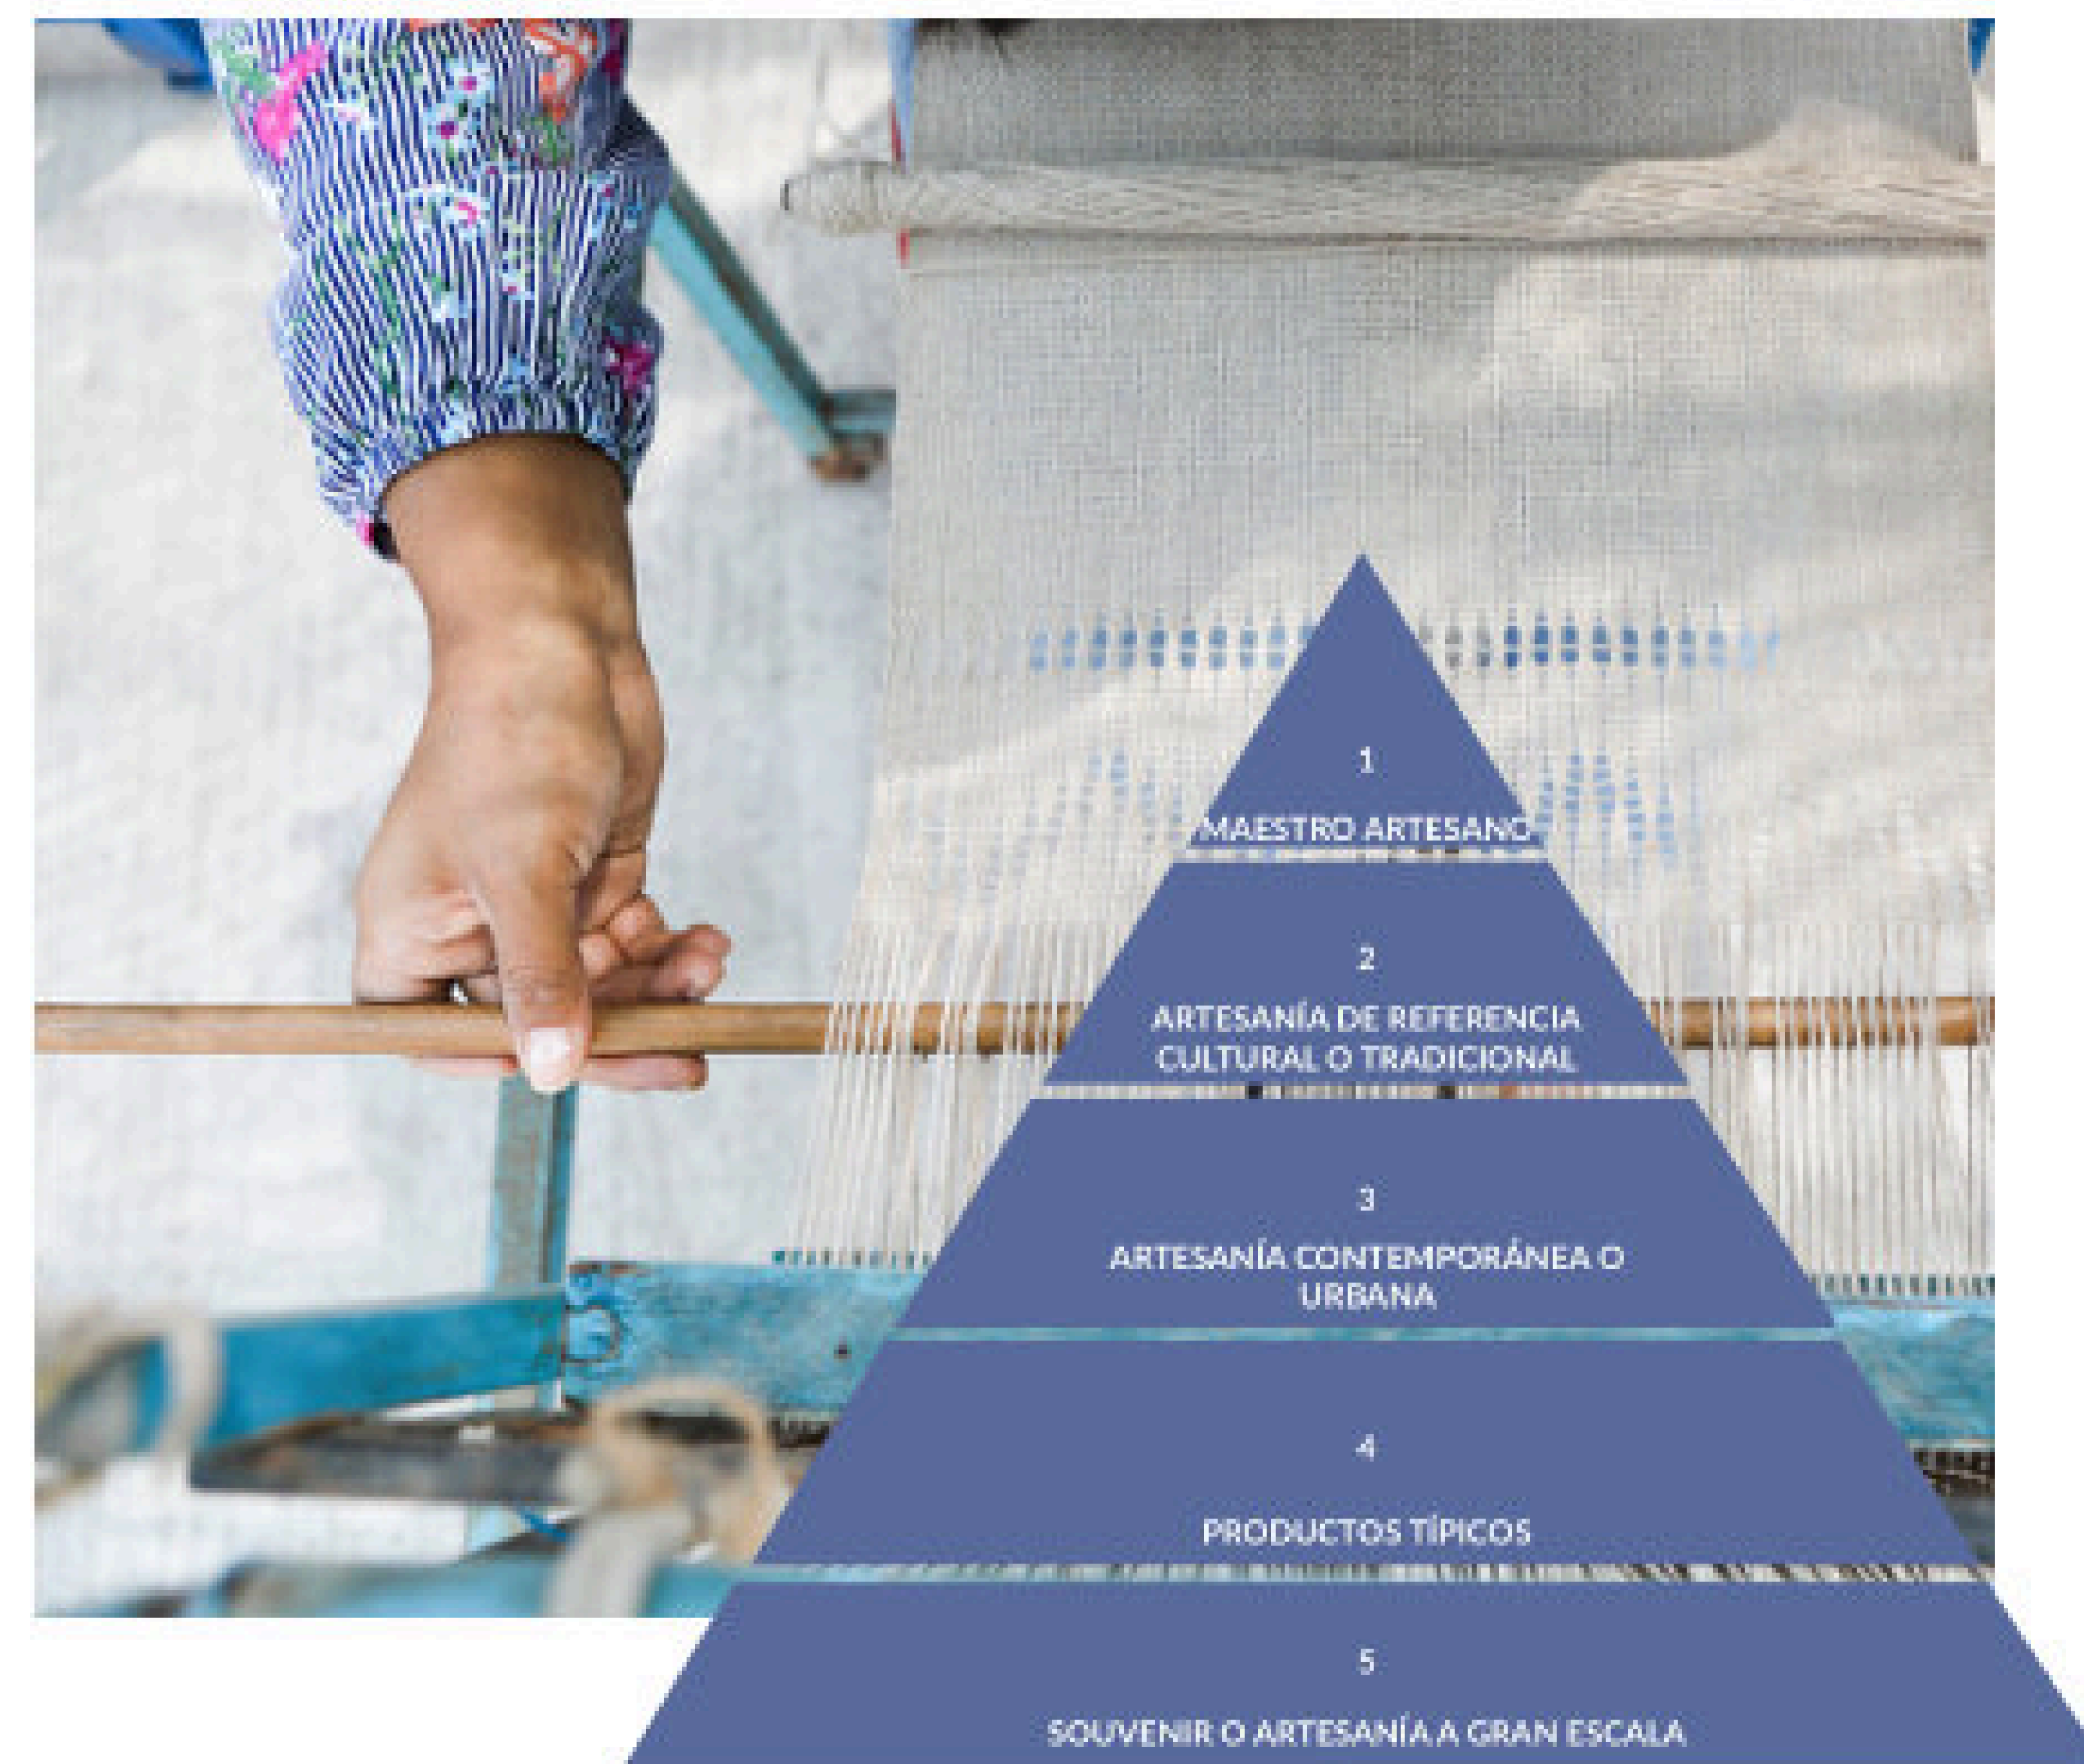 1
MAESTRO ARTESANO
2
ARTESANÍA DE REFERENCIA
CULTURAL O TRADICIONAL
3
ARTESANÍA CONTEMPORÁNEA O
URBANA
4
PRODUCTOS TÍPICOS
5
SOUVENIR O ARTESANÍA A GRAN ESCALA